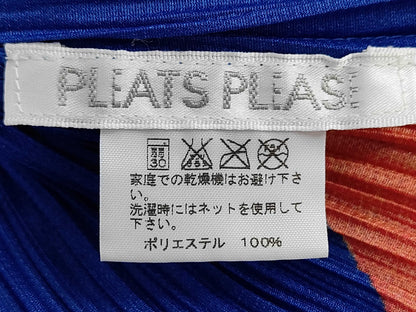 PLEATS PLEASE
30
家庭での乾燥機はお避け下さ
い。
洗濯時にはネットを使用して
下さい。
ポリエステル 100%